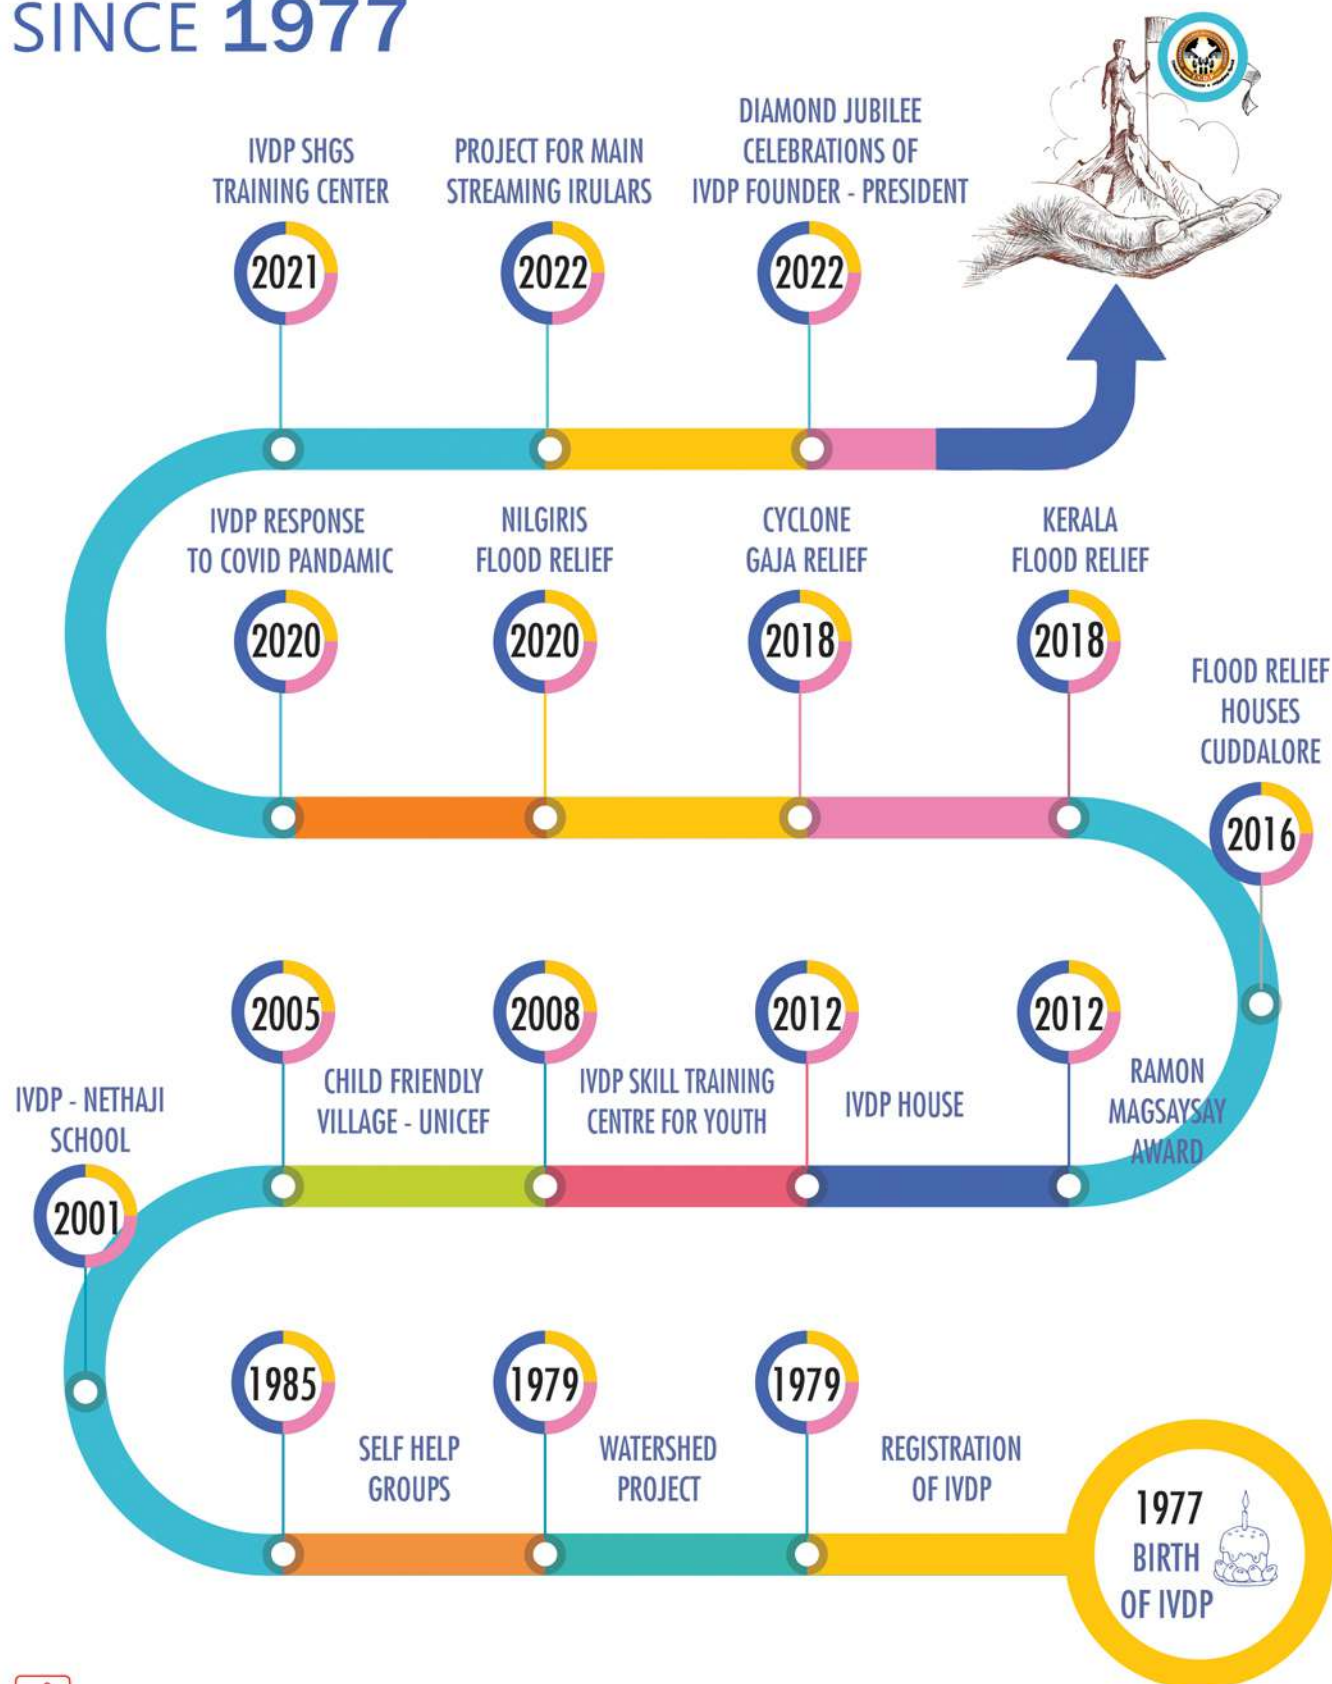 SINCE 1977
IVDP SHGS
TRAINING CENTER
2021
PROJECT FOR MAIN
STREAMING IRULARS
2022
DIAMOND JUBILEE
CELEBRATIONS OF
IVDP FOUNDER - PRESIDENT
2022
IVDP RESPONSE
TO COVID PANDAMIC
2020
NILGIRIS
FLOOD RELIEF
2020
CYCLONE
GAJA RELIEF
2018
KERALA
FLOOD RELIEF
2018
FLOOD RELIEF
HOUSES
CUDDALORE
2016
2005
CHILD FRIENDLY
VILLAGE - UNICEF
2008
IVDP SKILL TRAINING
CENTRE FOR YOUTH
2012
IVDP HOUSE
2012
RAMON
MAGSAYSAY
AWARD
IVDP - NETHAJI
SCHOOL
2001
1985
SELF HELP
GROUPS
1979
WATERSHED
PROJECT
1979
REGISTRATION
OF IVDP
1977
BIRTH
OF IVDP